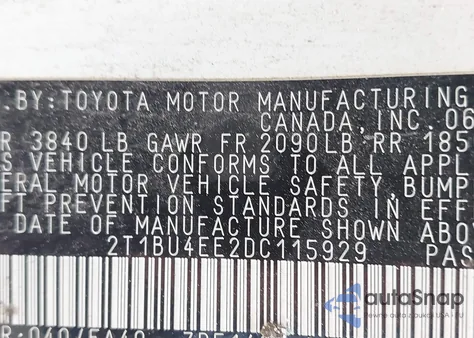 .BY:TOYOTA MOTOR MANUFACTURING
CANADA, INC. 06
R 3840 LB GAWR FR 2090LB RR 185
S VEHICLE CONFORMS TO ALL APPL
ERAL MOTOR VEHICLE SAFETY, BUMP
FT PREVENTION STANDARDS IN EFF
DATE OF MANUFACTURE SHOWN ABO
2T1BU4EE2DC115929 PAS
autoSnap